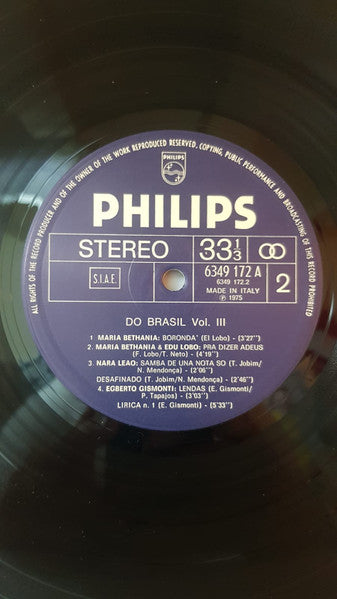 ALL RIGHTS OF THE RECORD PRODUCER AND OF THE OWNER OF THE WORK REPRODUCED RESERVED. COPYING, PUBLIC PERFORMANCE AND BROADCASTING OF THIS RECORD PROHIBITED
PHILIPS
PHILIPS
STEREO 33 1/3
S.I.A.E. 6349 172 A 2
6349 172.2
MADE IN ITALY
Ⓟ 1975
DO BRASIL Vol. III
1 MARIA BETHANIA: BORONDA' (El Lobo) - (3'27")
2. MARIA BETHANIA & EDU LOBO: PRA DIZER ADEUS
(F. Lobo/T. Neto) - (4'19")
3. NARA LEAO: SAMBA DE UNA NOTA SO (T. Jobim/
N. Mendonça) - (2'06")
DESAFINADO (T. Jobim/N. Mendonça) - (2'46")
4. EGBERTO GISMONTI: LENDAS (E. Gismonti/
P. Tapajos) - (3'03")
LIRICA n. 1 (E. Gismonti) - (5'33")